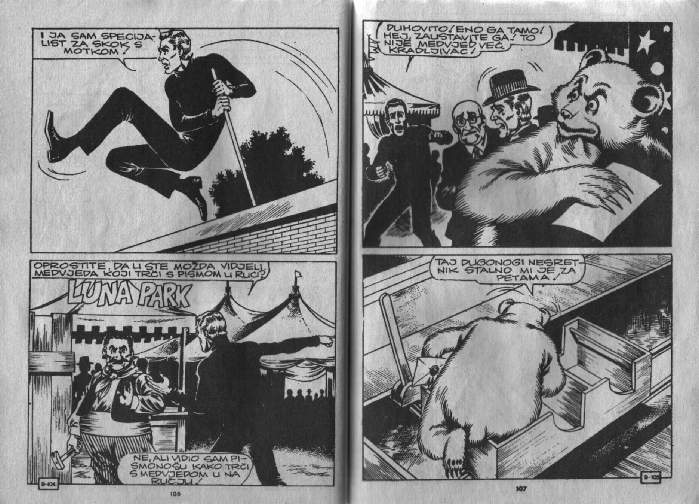 I JA SAM SPECIJA-
LIST ZA SKOK S
MOTKOM!
OPROSTITE, DA LI STE MOŽDA VIDJELI
MEDVJEDA KOJI TRČI S PISMOM U RUCI?
LUNA PARK
NE, ALI VIDIO SAM PI-
SMONOŠU KAKO TRČI
S MEDVJEDOM U NA
RUČJU!
106
DUHOVITO! ENO GA TAMO!
HEJ, ZAUSTAVITE GA! TO
NIJE MEDVJED VEĆ
KRADLJIVAC!
TAJ DUGONOGI NESRET-
NIK STALNO MI JE ZA
PETAMA!
107